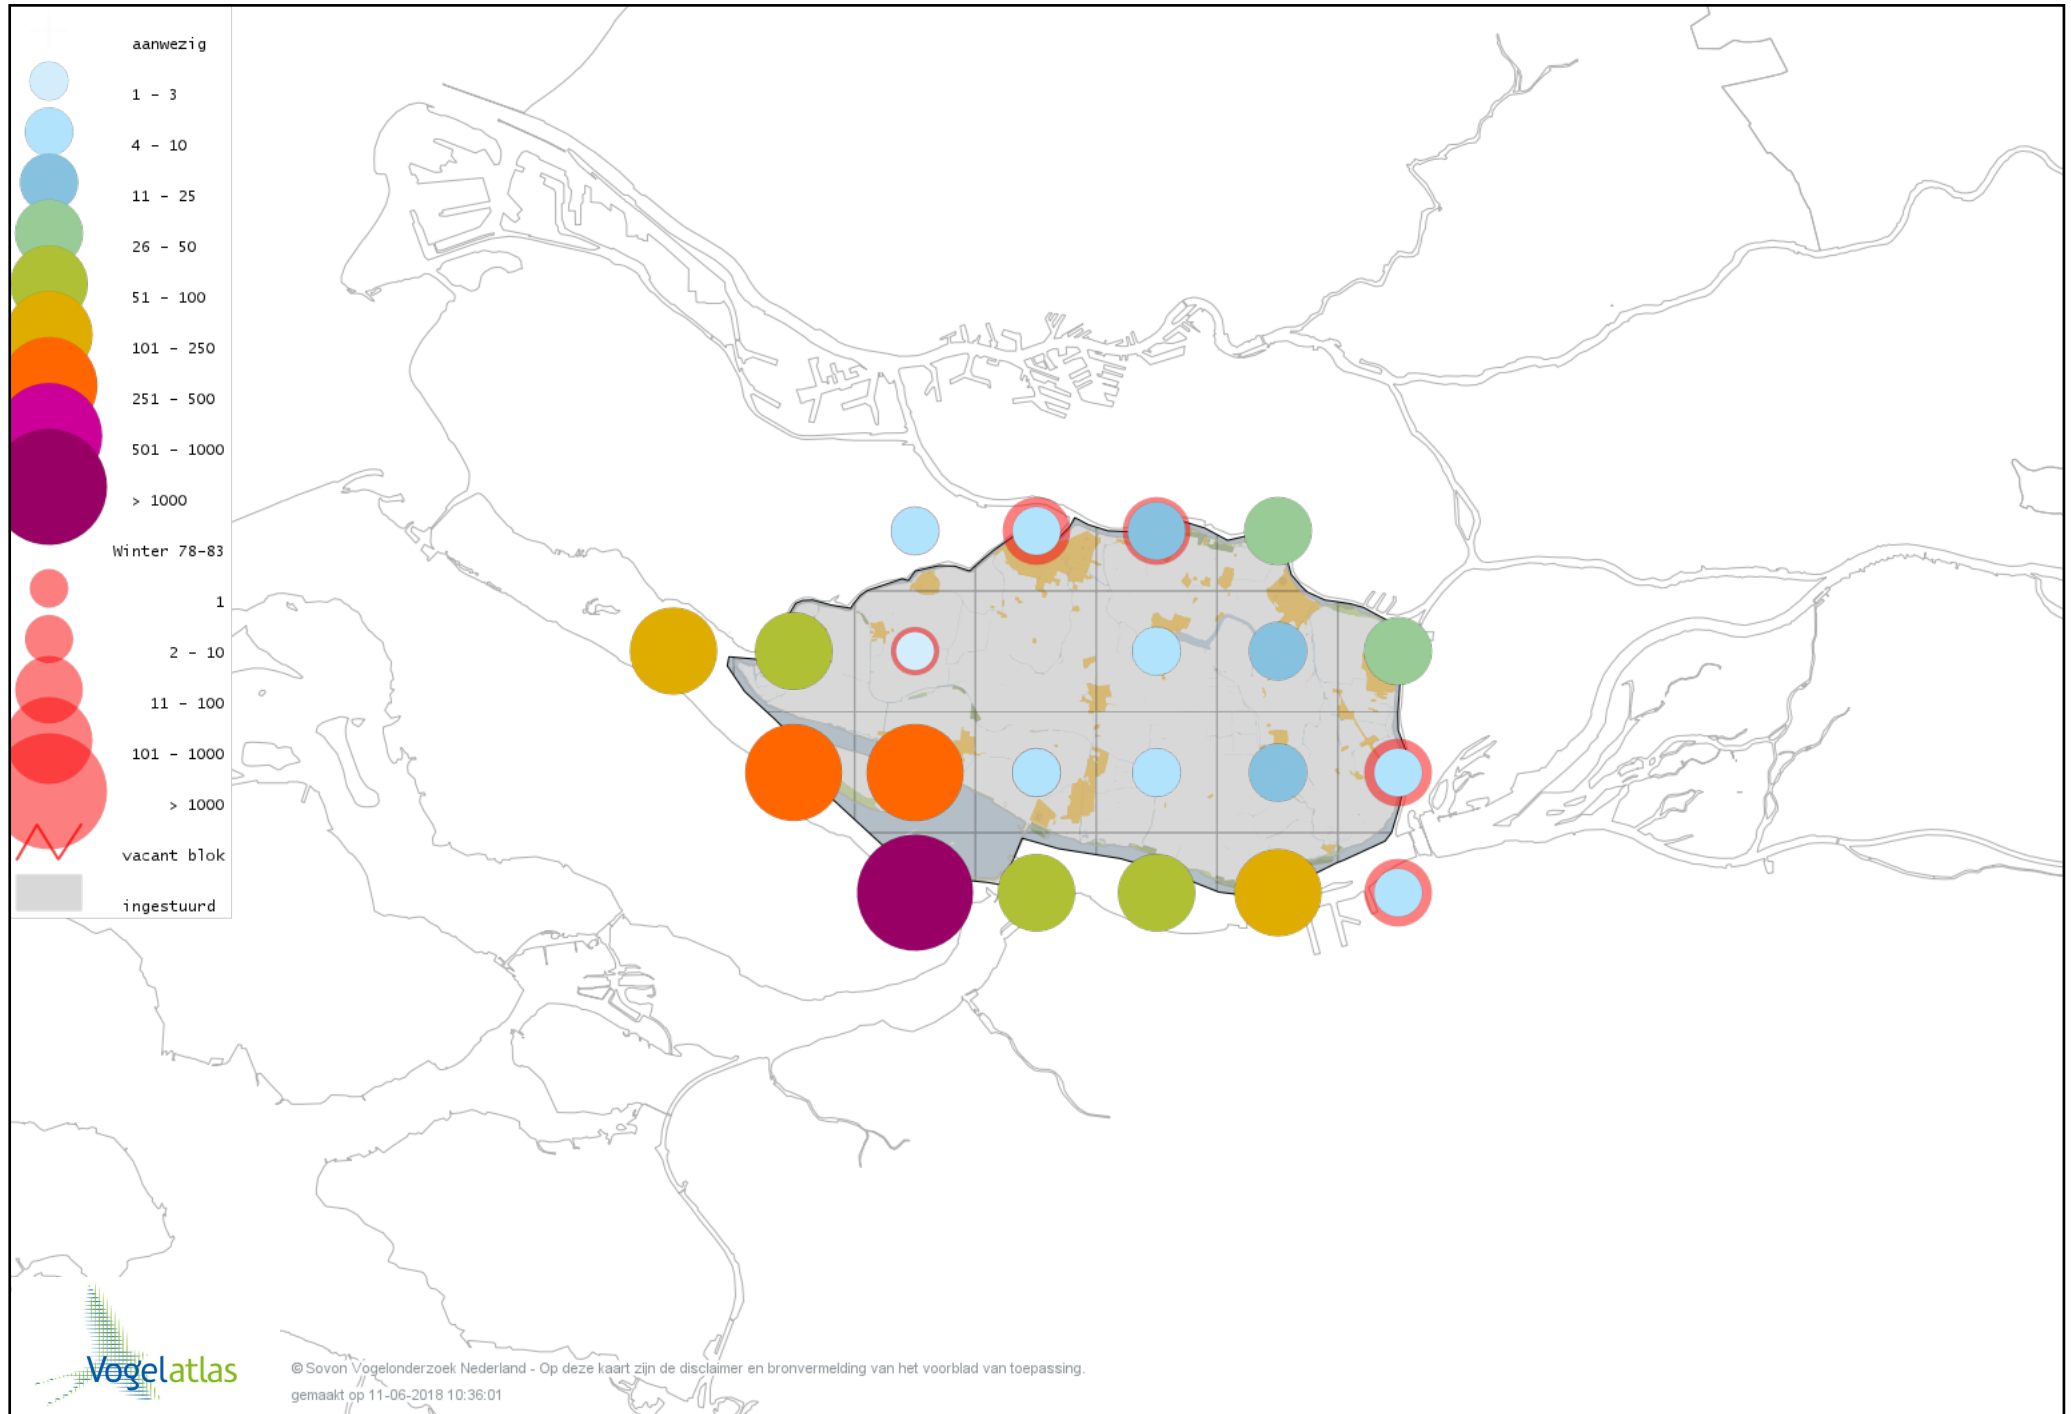 aanwezig
1 - 3
4 - 10
11 - 25
26 - 50
51 - 100
101 - 250
251 - 500
501 - 1000
> 1000
Winter 78-83
1
2 - 10
11 - 100
101 - 1000
> 1000
vacant blok
ingestuurd
Vogelatlas
© Sovon Vogelonderzoek Nederland - Op deze kaart zijn de disclaimer en bronvermelding van het voorblad van toepassing.
gemaakt op 11-06-2018 10:36:01